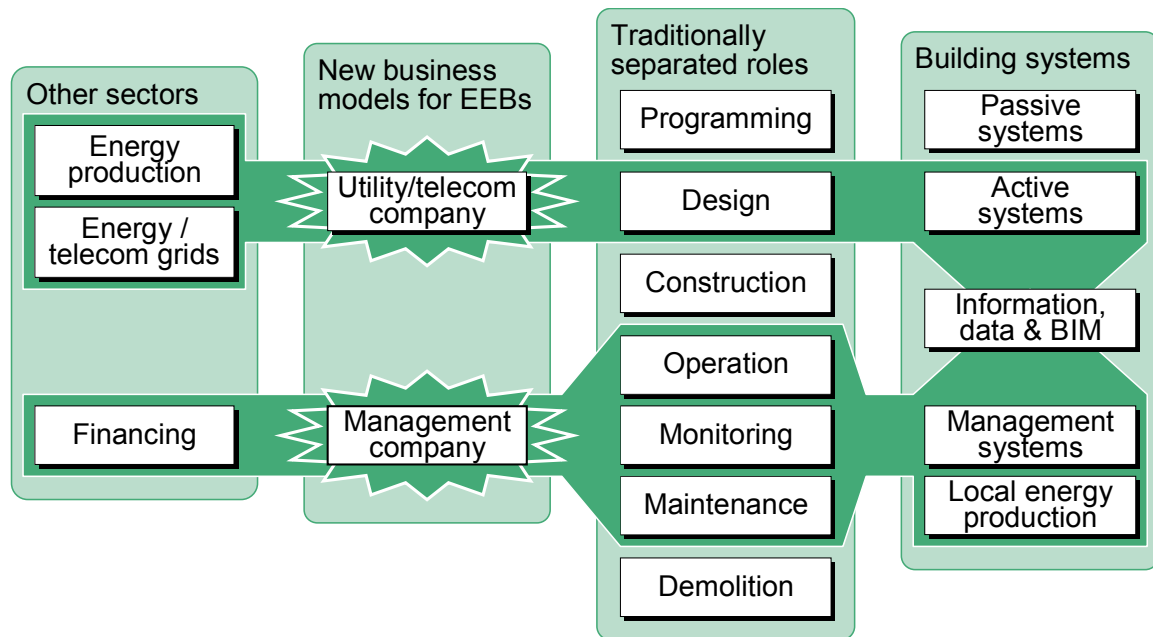 Other sectors
Energy
production
Energy /
telecom grids
Financing
New business
models for EEBs
Utility/telecom
company
Management
company
Traditionally
separated roles
Programming
Design
Construction
Operation
Monitoring
Maintenance
Demolition
Building systems
Passive
systems
Active
systems
Information,
data & BIM
Management
systems
Local energy
production